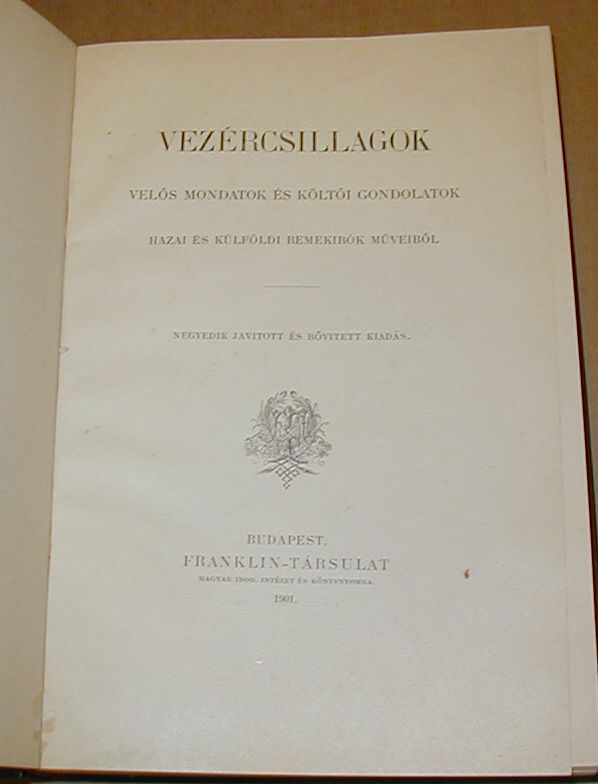 VEZÉRCSILLAGOK
VELŐS MONDATOK ÉS KÖLTŐI GONDOLATOK
HAZAI ÉS KÜLFÖLDI REMEKIRÓK MŰVEIBŐL
NEGYEDIK JAVITOTT ÉS BŐVITETT KIADÁS.
BUDAPEST.
FRANKLIN-TÁRSULAT
MAGYAR IROD. INTÉZET ÉS KÖNYVNYOMDA
1901.